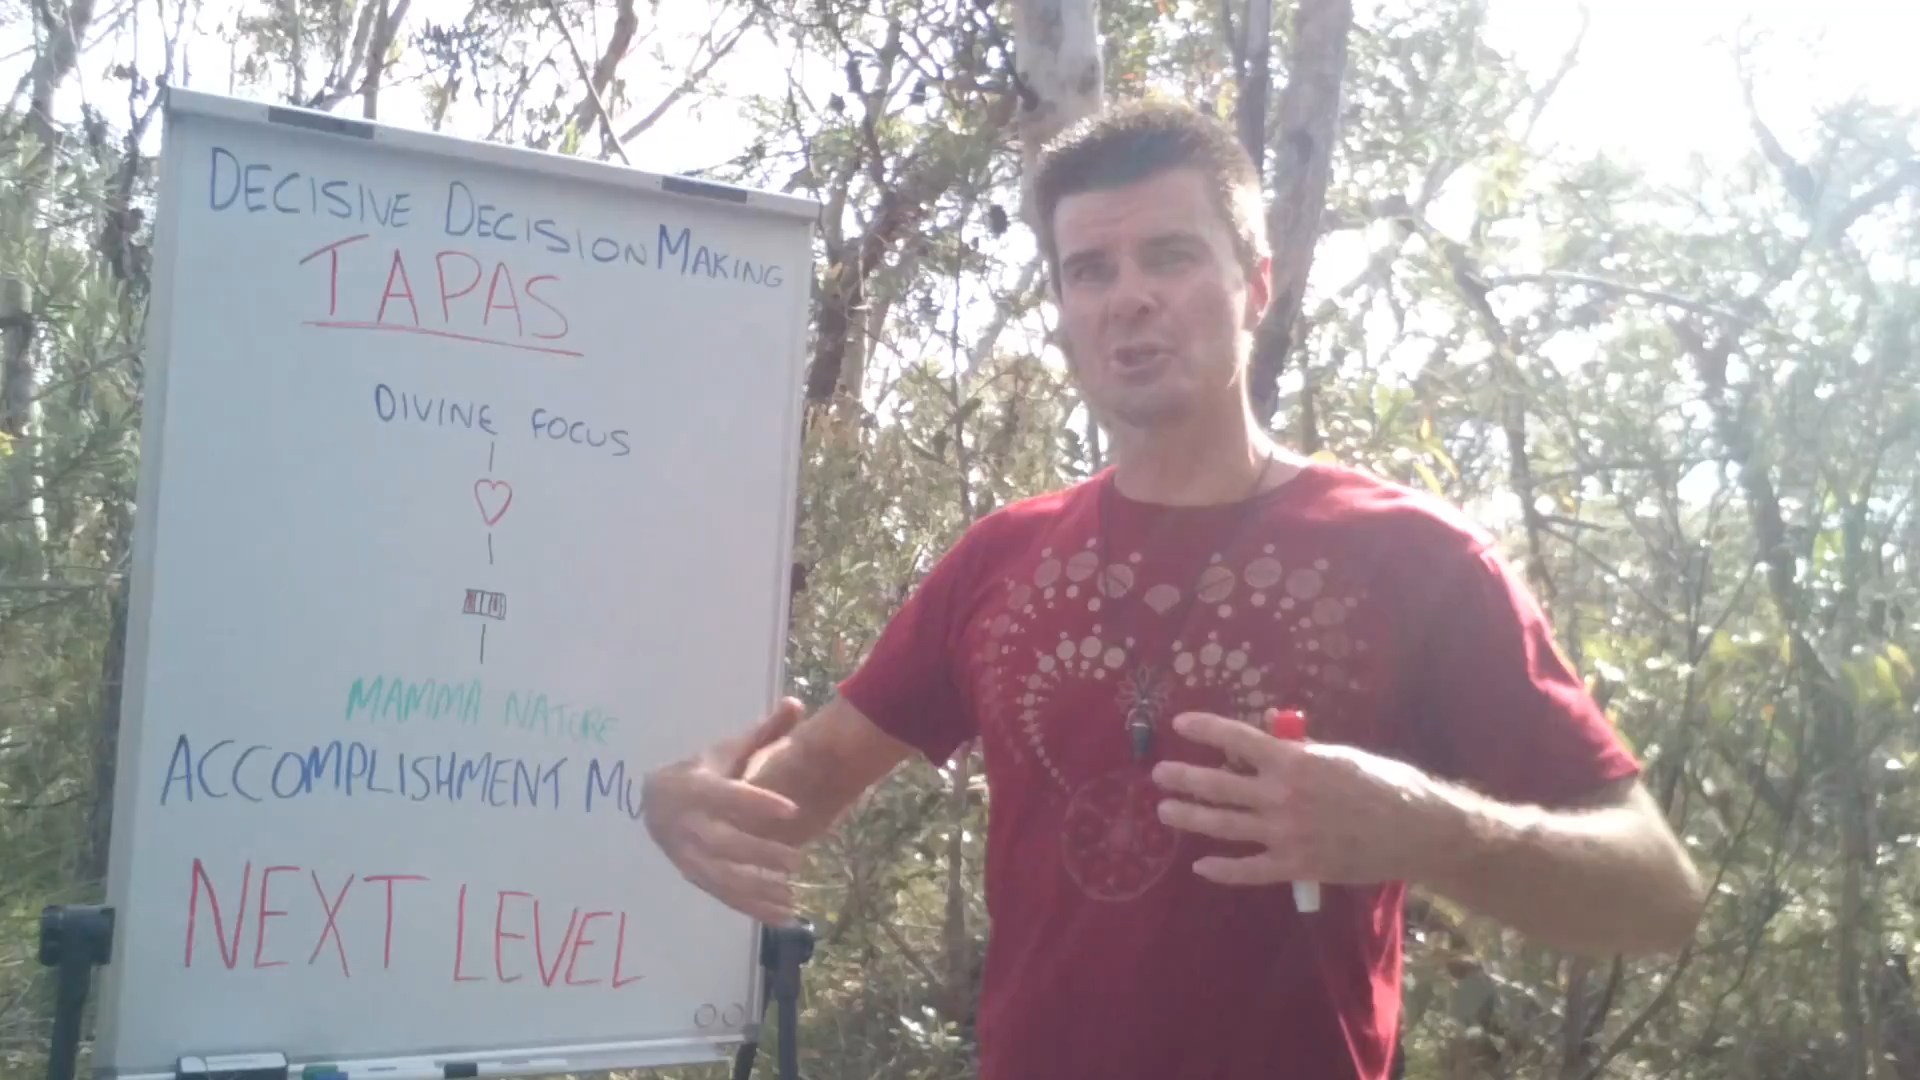 DECISIVE DECISION MAKING
TAPAS
DIVINE FOCUS
MAMMA NATURE
ACCOMPLISHMENT
NEXT LEVEL